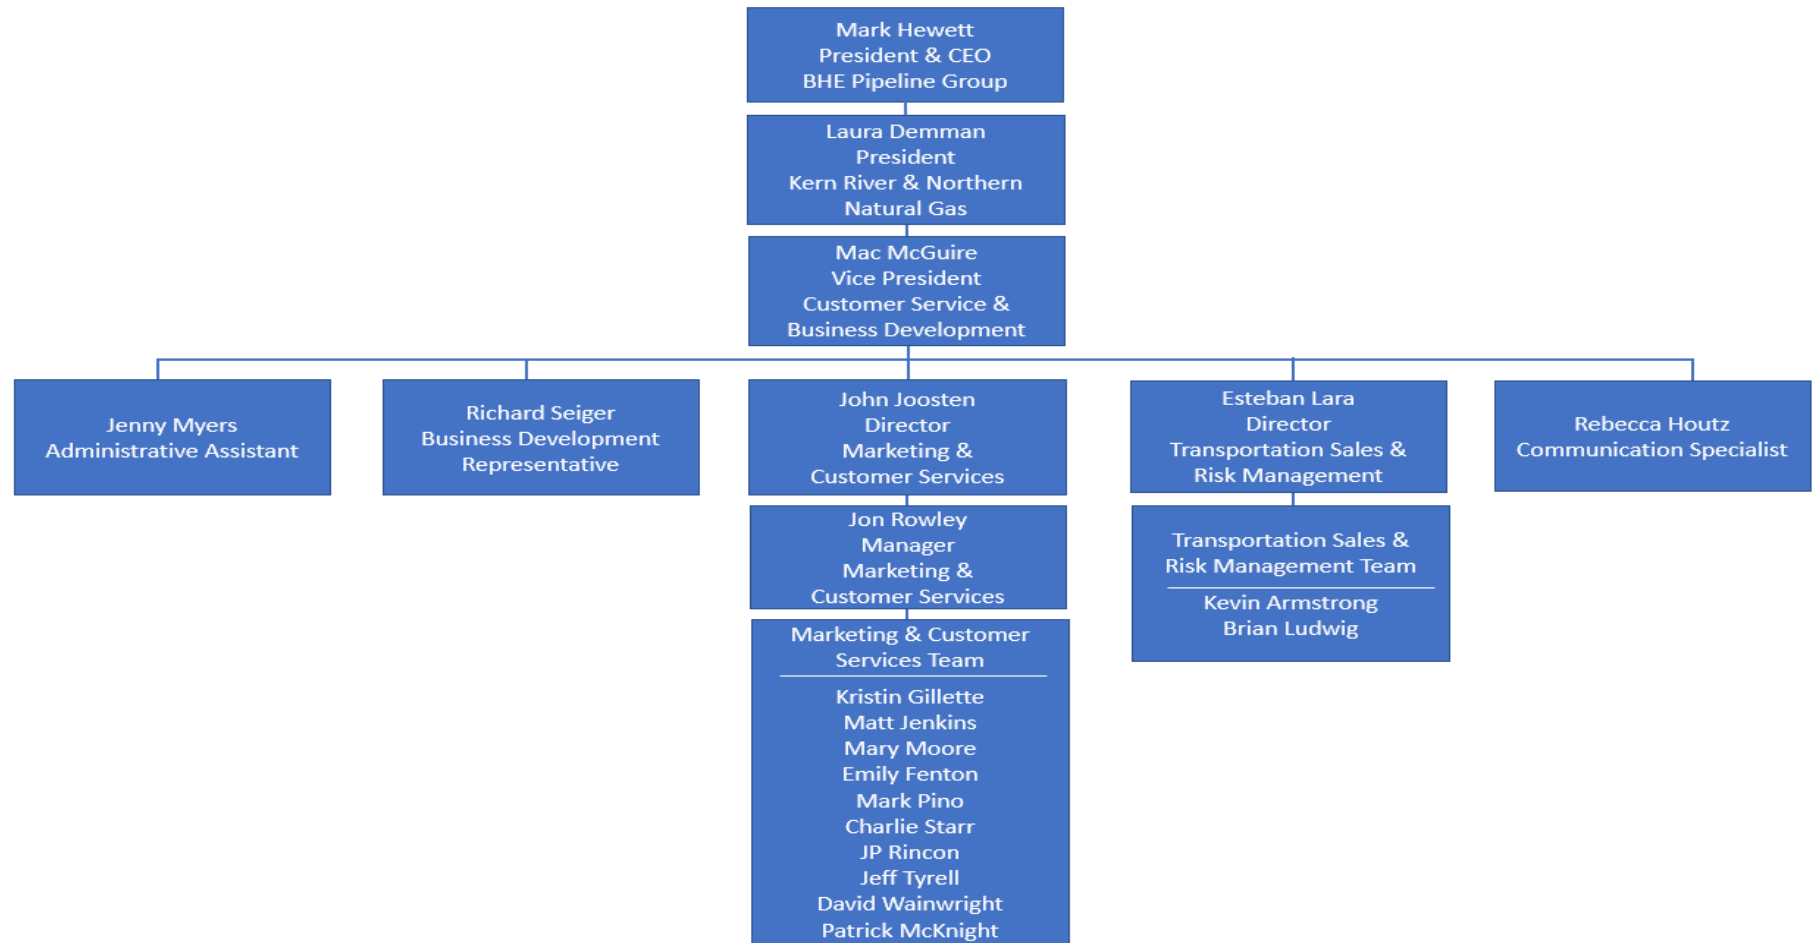 Mark Hewett
President & CEO
BHE Pipeline Group
Laura Demman
President
Kern River & Northern
Natural Gas
Mac McGuire
Vice President
Customer Service &
Business Development
Jenny Myers
Administrative Assistant
Richard Seiger
Business Development
Representative
John Joosten
Director
Marketing &
Customer Services
Esteban Lara
Director
Transportation Sales &
Risk Management
Rebecca Houtz
Communication Specialist
Jon Rowley
Manager
Marketing &
Customer Services
Transportation Sales &
Risk Management Team
Kevin Armstrong
Brian Ludwig
Marketing & Customer
Services Team
Kristin Gillette
Matt Jenkins
Mary Moore
Emily Fenton
Mark Pino
Charlie Starr
JP Rincon
Jeff Tyrell
David Wainwright
Patrick McKnight